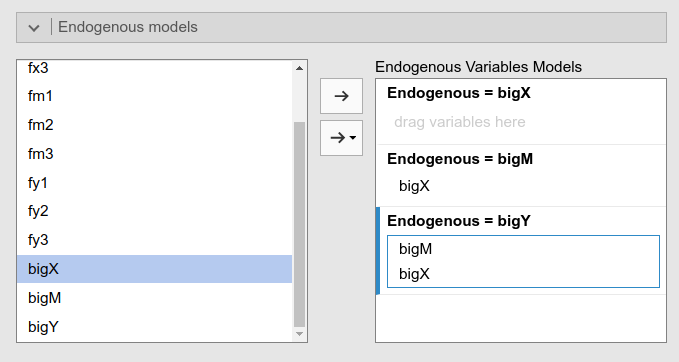 Endogenous models
fx3
fm1
fm2
fm3
fy1
fy2
fy3
bigX
bigM
bigY
Endogenous Variables Models
Endogenous = bigX
drag variables here
Endogenous = bigM
bigX
Endogenous = bigY
bigM
bigX